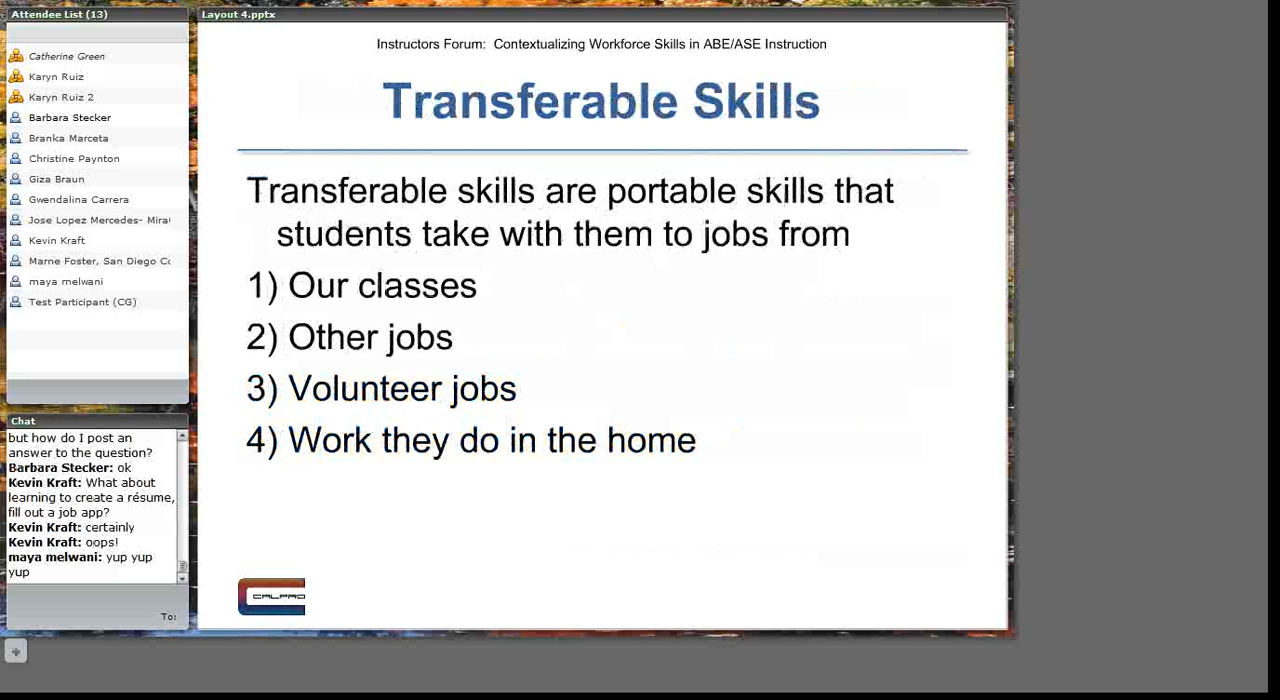 Attendee List (13)
Catherine Green
Karyn Ruiz
Karyn Ruiz 2
Barbara Stecker
Branka Marceta
Christine Paynton
Giza Braun
Gwendalina Carrera
Jose Lopez Mercedes- Mira
Kevin Kraft
Marne Foster, San Diego Cc
maya melwani
Test Participant (CG)
Chat
but how do I post an
answer to the question?
Barbara Stecker: ok
Kevin Kraft: What about
learning to create a résume,
fill out a job app?
Kevin Kraft: certainly
Kevin Kraft: oops!
maya melwani: yup yup
yup
To:
Layout 4.pptx
Instructors Forum: Contextualizing Workforce Skills in ABE/ASE Instruction
Transferable Skills
Transferable skills are portable skills that
students take with them to jobs from
1) Our classes
2) Other jobs
3) Volunteer jobs
4) Work they do in the home
CALPRO